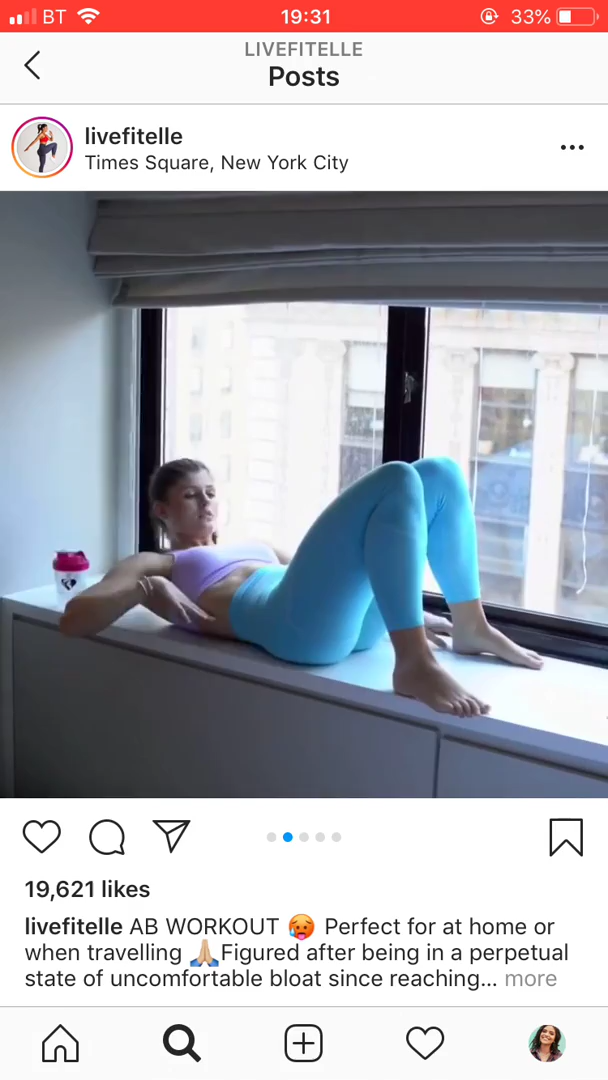 BT 19:31 33%
LIVEFITELLE
Posts
livefitelle
Times Square, New York City
19,621 likes
livefitelle AB WORKOUT 🥵 Perfect for at home or
when travelling 🙏🏼Figured after being in a perpetual
state of uncomfortable bloat since reaching... more